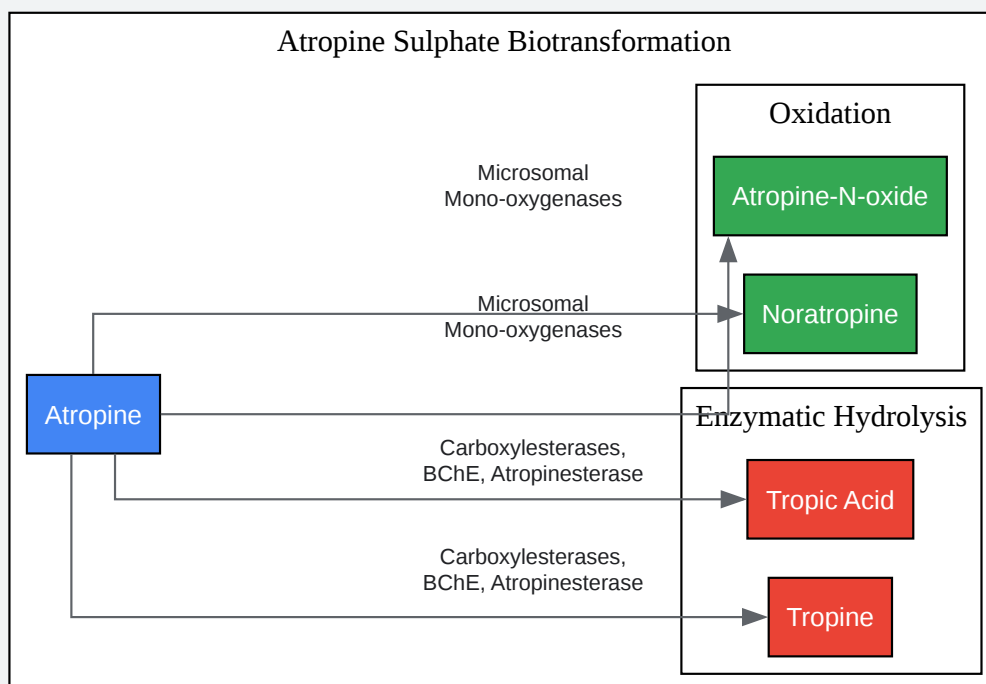 Atropine Sulphate Biotransformation
Oxidation
Microsomal
Mono-oxygenases
Atropine-N-oxide
Microsomal
Mono-oxygenases
Noratropine
Atropine
Enzymatic Hydrolysis
Carboxylesterases,
BChE, Atropinesterase
Tropic Acid
Carboxylesterases,
BChE, Atropinesterase
Tropine